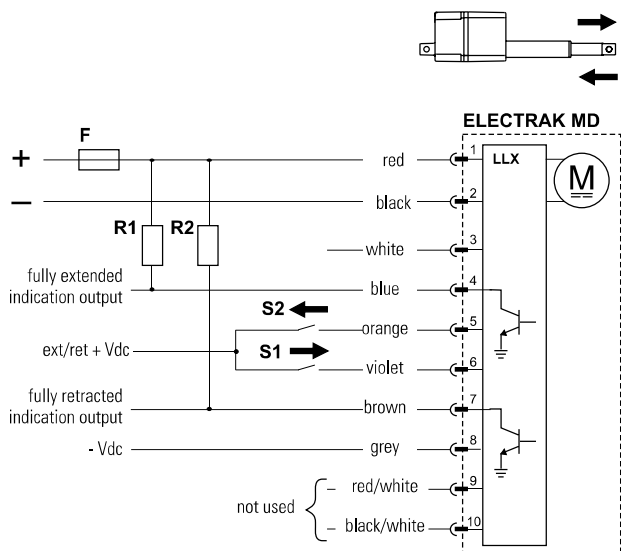 ELECTRAK MD
F
+
red
1
LLX
M
–
black
2
R1
R2
white
3
fully extended
indication output
blue
4
S2
orange
5
ext/ret + Vdc
S1
violet
6
fully retracted
indication output
brown
7
- Vdc
grey
8
not used
red/white
9
black/white
10